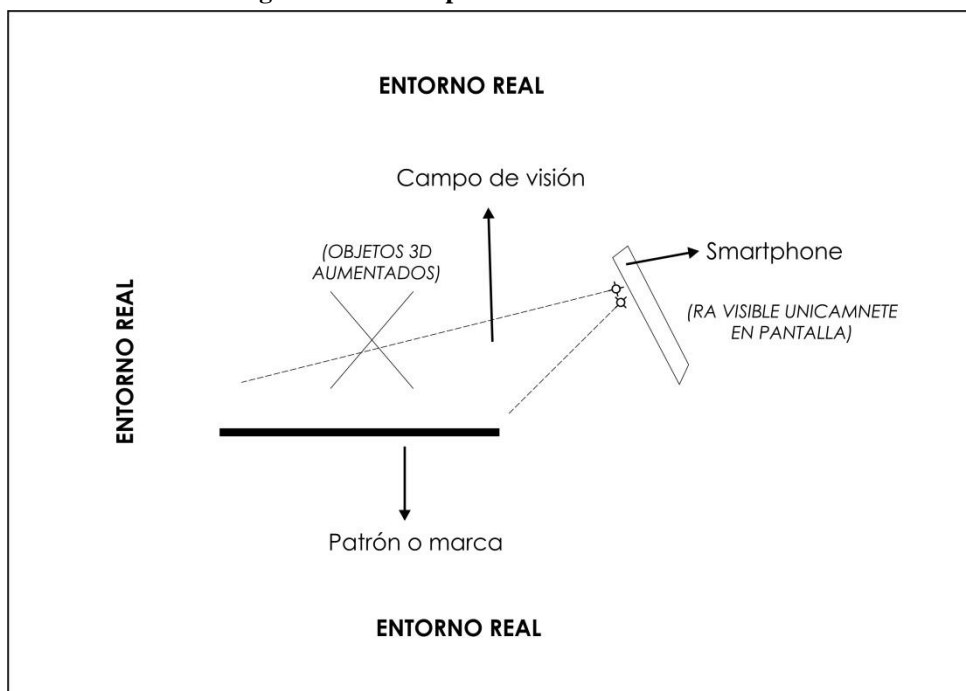 ENTORNO REAL
Campo de visión
(OBJETOS 3D
AUMENTADOS)
Smartphone
(RA VISIBLE UNICAMNETE
EN PANTALLA)
ENTORNO REAL
Patrón o marca
ENTORNO REAL